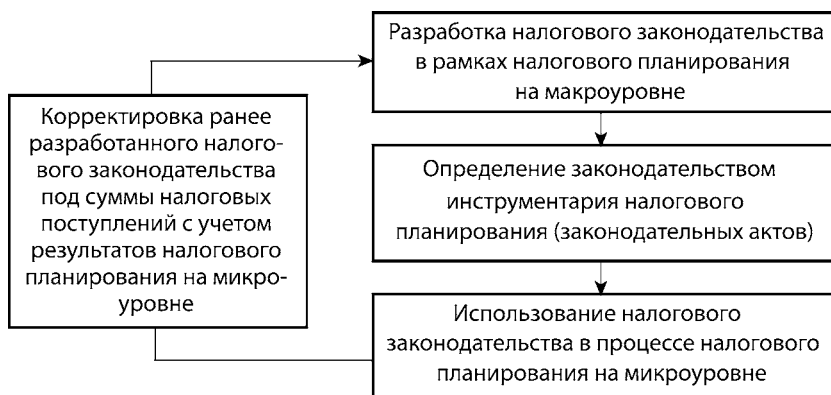 Разработка налогового законодательства
в рамках налогового планирования
на макроуровне
Корректировка ранее
разработанного налого-
вого законодательства
под суммы налоговых
поступлений с учетом
результатов налогового
планирования на микро-
уровне
Определение законодательством
инструментария налогового
планирования (законодательных актов)
Использование налогового
законодательства в процессе налогового
планирования на микроуровне